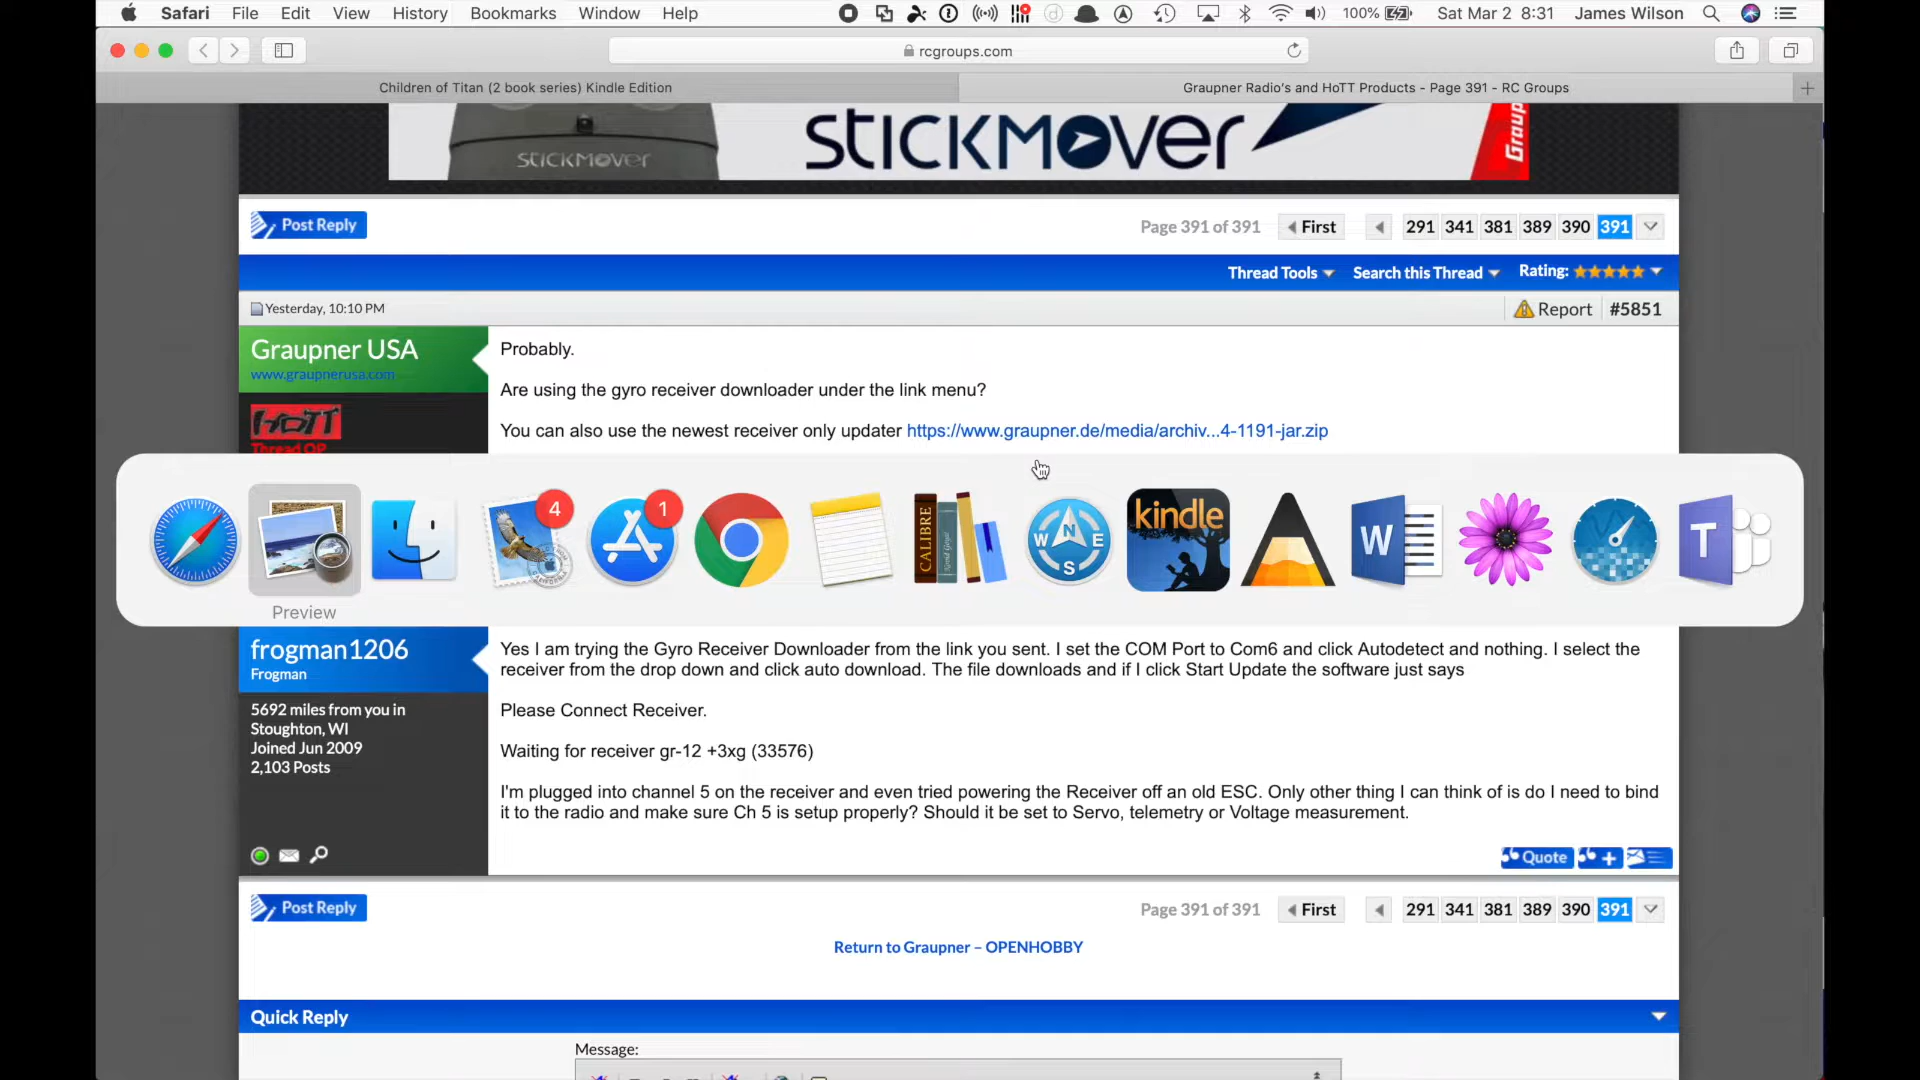 Safari File Edit View History Bookmarks Window Help 100% Sat Mar 2 8:31 James Wilson
rcgroups.com
Children of Titan (2 book series) Kindle Edition
Graupner Radio's and HoTT Products - Page 391 - RC Groups
STICKMOVER
STICKMOVER
Graup
Post Reply
Page 391 of 391 First 291 341 381 389 390 391
Thread Tools Search this Thread Rating:
Yesterday, 10:10 PM
Report #5851
Graupner USA
www.graupnerusa.com
HoTT
Thread OP
Probably.
Are using the gyro receiver downloader under the link menu?
You can also use the newest receiver only updater https://www.graupner.de/media/archiv...4-1191-jar.zip
4
1
CALIBRE
N
W E
S
kindle
W
T
Preview
frogman1206
Frogman
5692 miles from you in
Stoughton, WI
Joined Jun 2009
2,103 Posts
Yes I am trying the Gyro Receiver Downloader from the link you sent. I set the COM Port to Com6 and click Autodetect and nothing. I select the
receiver from the drop down and click auto download. The file downloads and if I click Start Update the software just says
Please Connect Receiver.
Waiting for receiver gr-12 +3xg (33576)
I'm plugged into channel 5 on the receiver and even tried powering the Receiver off an old ESC. Only other thing I can think of is do I need to bind
it to the radio and make sure Ch 5 is setup properly? Should it be set to Servo, telemetry or Voltage measurement.
Quote
Post Reply
Page 391 of 391 First 291 341 381 389 390 391
Return to Graupner – OPENHOBBY
Quick Reply
Message: